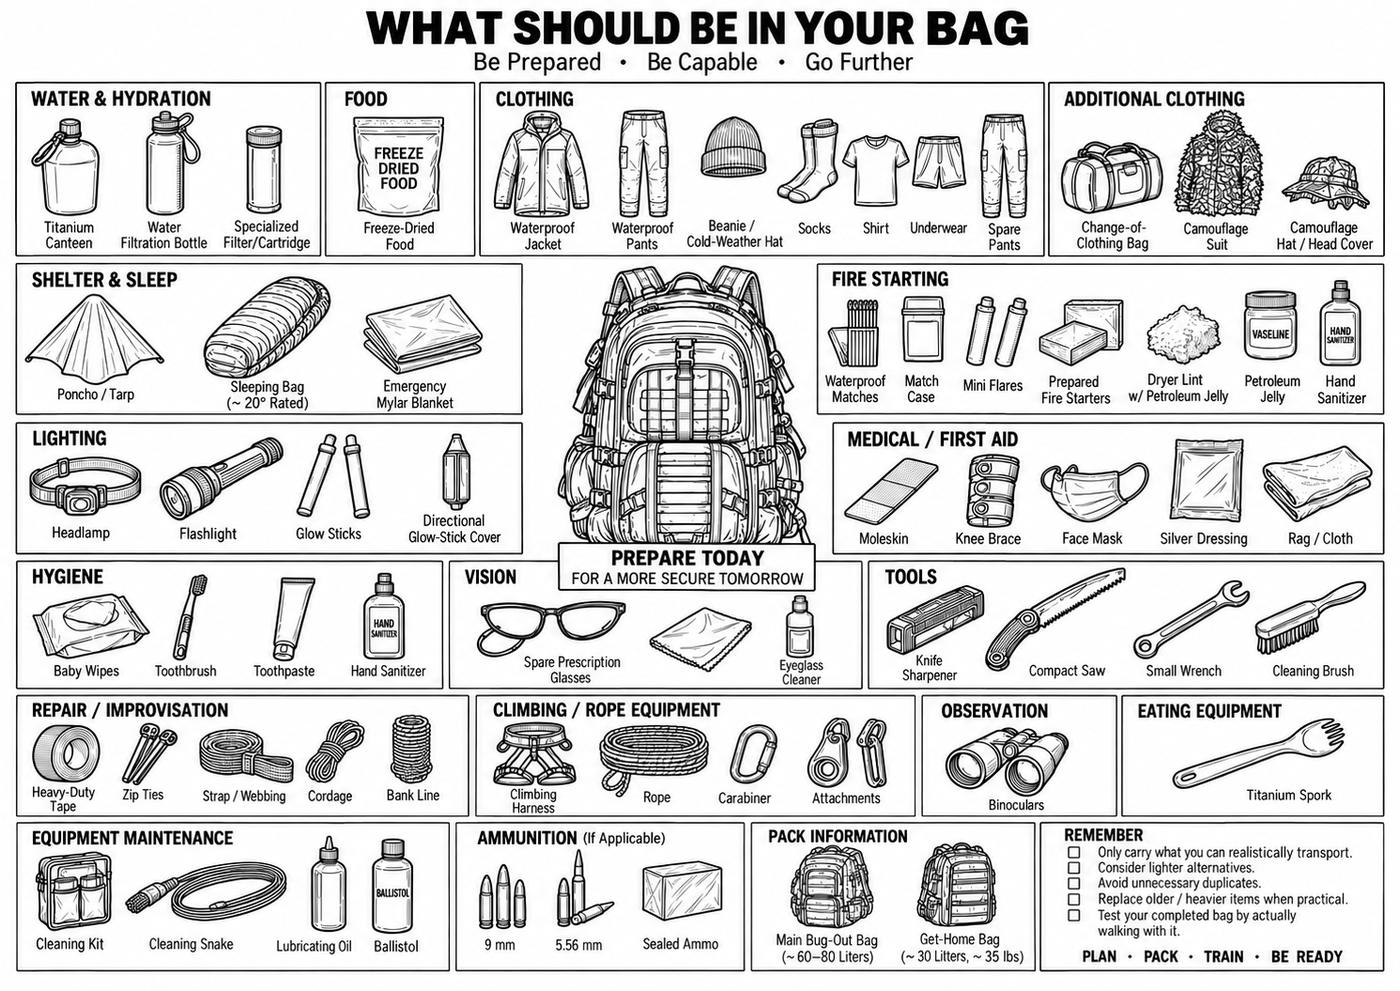 WHAT SHOULD BE IN YOUR BAG
Be Prepared • Be Capable • Go Further
WATER & HYDRATION
Titanium
Canteen
Water
Filtration Bottle
Specialized
Filter/Cartridge
FOOD
FREEZE
DRIED
FOOD
Freeze-Dried
Food
CLOTHING
Waterproof
Jacket
Waterproof
Pants
Beanie /
Cold-Weather Hat
Socks
Shirt
Underwear
Spare
Pants
ADDITIONAL CLOTHING
Change-of-
Clothing Bag
Camouflage
Suit
Camouflage
Hat / Head Cover
SHELTER & SLEEP
Poncho / Tarp
Sleeping Bag
(~ 20° Rated)
Emergency
Mylar Blanket
FIRE STARTING
Waterproof
Matches
Match
Case
Mini Flares
Prepared
Fire Starters
Dryer Lint
w/ Petroleum Jelly
VASELINE
Petroleum
Jelly
HAND
SANITIZER
Hand
Sanitizer
LIGHTING
Headlamp
Flashlight
Glow Sticks
Directional
Glow-Stick Cover
MEDICAL / FIRST AID
Moleskin
Knee Brace
Face Mask
Silver Dressing
Rag / Cloth
PREPARE TODAY
FOR A MORE SECURE TOMORROW
HYGIENE
Baby Wipes
Toothbrush
Toothpaste
HAND
SANITIZER
Hand Sanitizer
VISION
Spare Prescription
Glasses
Eyeglass
Cleaner
TOOLS
Knife
Sharpener
Compact Saw
Small Wrench
Cleaning Brush
REPAIR / IMPROVISATION
Heavy-Duty
Tape
Zip Ties
Strap / Webbing
Cordage
Bank Line
CLIMBING / ROPE EQUIPMENT
Climbing
Harness
Rope
Carabiner
Attachments
OBSERVATION
Binoculars
EATING EQUIPMENT
Titanium Spork
EQUIPMENT MAINTENANCE
Cleaning Kit
Cleaning Snake
Lubricating Oil
BALLISTOL
Ballistol
AMMUNITION (If Applicable)
9 mm
5.56 mm
Sealed Ammo
PACK INFORMATION
Main Bug-Out Bag
(~ 60–80 Liters)
Get-Home Bag
(~ 30 Liters, ~ 35 lbs)
REMEMBER
Only carry what you can realistically transport.
Consider lighter alternatives.
Avoid unnecessary duplicates.
Replace older / heavier items when practical.
Test your completed bag by actually
walking with it.
PLAN • PACK • TRAIN • BE READY